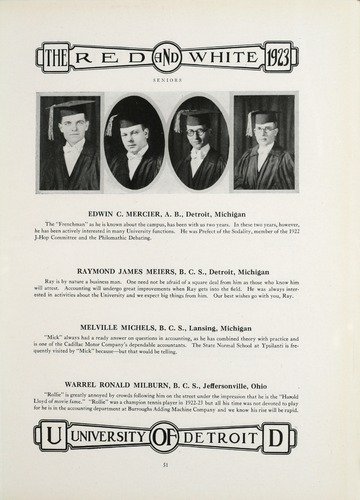 THE RED AND WHITE 1923
SENIORS
EDWIN C. MERCIER, A. B., Detroit, Michigan
The "Frencheau" as he is known about the campus, has been with us two years. In these two years, however,
he has been actively interested in many University functions. He was Prefect of the Sodality, member of the 1922
J-Hop Committee and the Philomathic Debating.
RAYMOND JAMES MEIERS, B. C. S., Detroit, Michigan
Ray is by nature a business man. One need not be afraid of a square deal from him as those who know him
will attest. Accounting will undergo great improvements when Ray gets into the field. He was always inter-
ested in activities about the University and we expect big things from him. Our best wishes go with you, Ray.
MELVILLE MICHELS, B. C. S., Lansing, Michigan
"Mick" always had a ready answer on questions in accounting, as he has combined theory with practice and
is one of the Cadillac Motor Company's dependable accountants. The State Normal School at Ypsilanti is fre-
quently visited by "Mick" because—but that would be telling.
WARREL RONALD MILBURN, B. C. S., Jeffersonville, Ohio
"Rollie" is greatly annoyed by crowds following him on the street under the impression that he is the "Harold
Lloyd of movie fame." "Rollie" was a champion tennis player in 1922-23 but all his time was not devoted to play
for he is in the accounting department at Burroughs Adding Machine Company and we know his rise will be rapid.
U UNIVERSITY OF DETROIT D
51